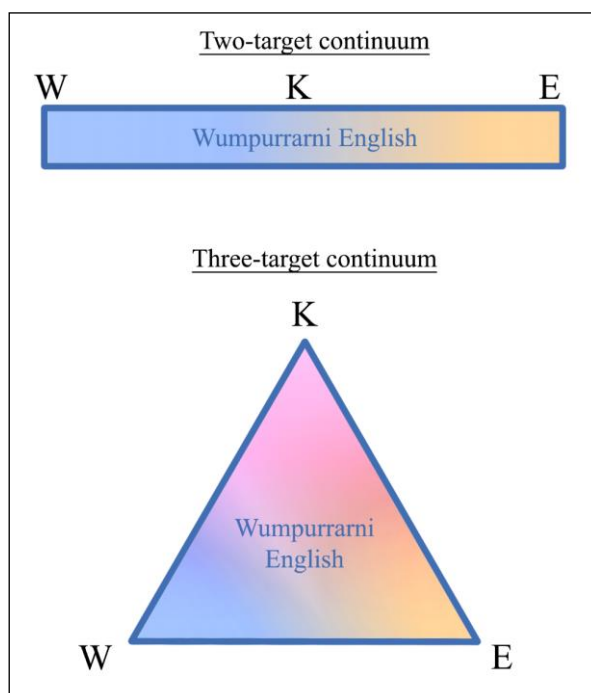 Two-target continuum
W K E
Wumpurrarni English
Three-target continuum
K
Wumpurrarni
English
W E